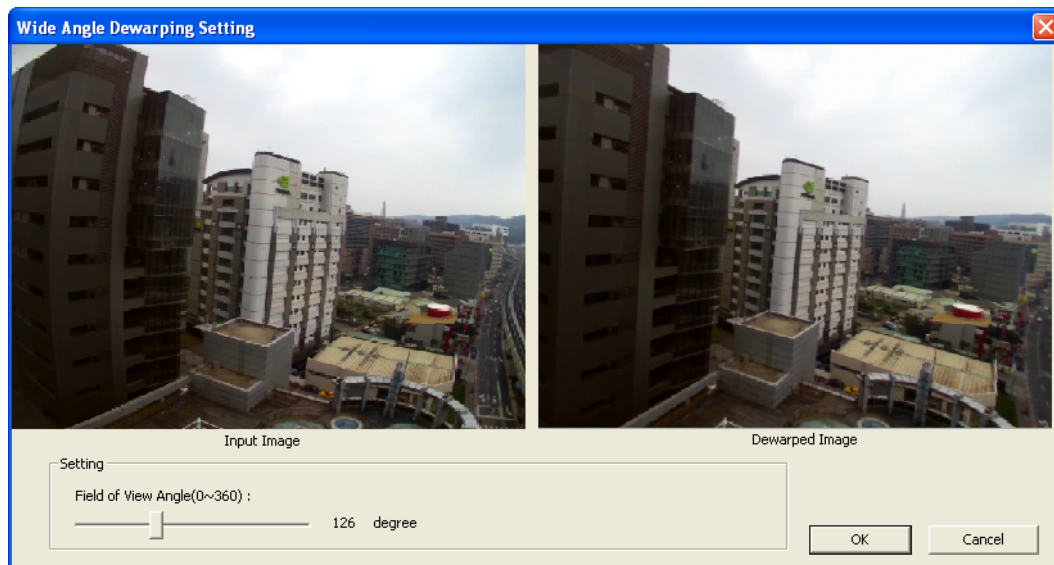 Wide Angle Dewarping Setting
Input Image
Dewarped Image
Setting
Field of View Angle(0~360) :
126 degree
OK
Cancel